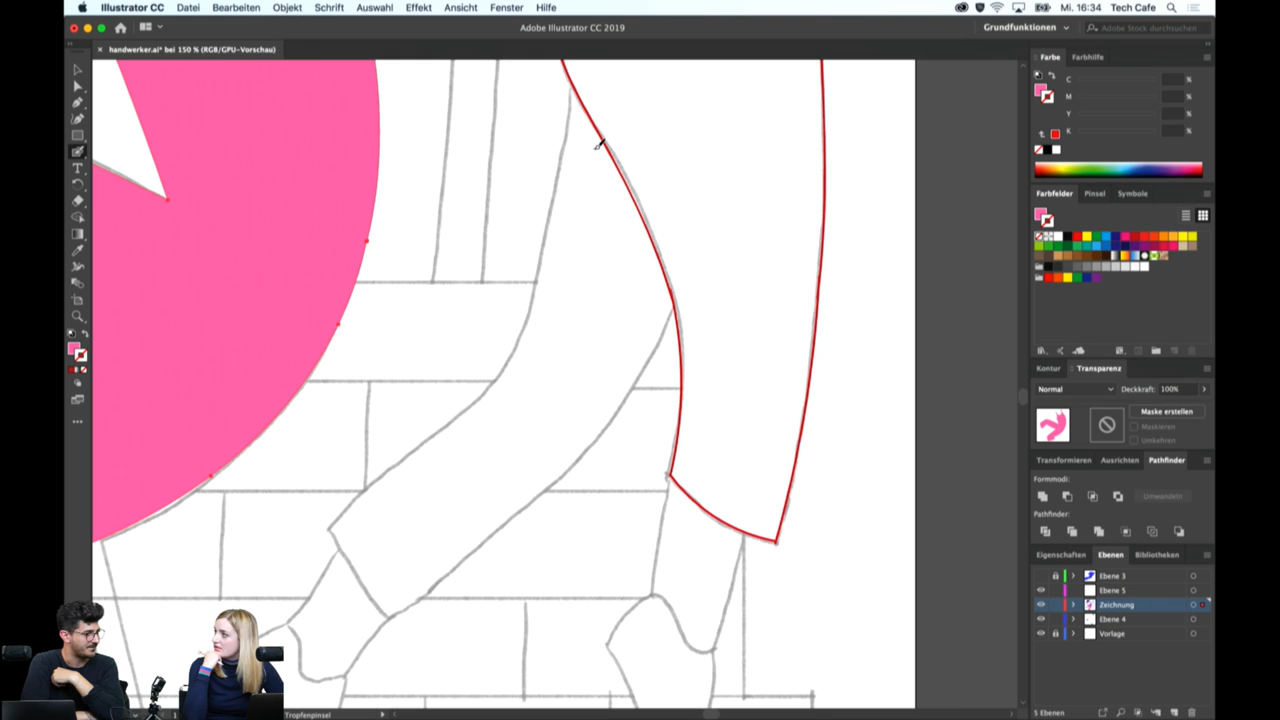 Illustrator CC Datei Bearbeiten Objekt Schrift Auswahl Effekt Ansicht Fenster Hilfe Mi. 16:34 Tech Cafe
Adobe Illustrator CC 2019 Grundfunktionen Adobe Stock durchsuchen
× handwerker.ai* bei 150 % (RGB/GPU-Vorschau)
Farbe Farbhilfe
C %
M %
Y %
K %
Farbfelder Pinsel Symbole
Kontur Transparenz
Normal Deckkraft: 100%
Maske erstellen
Maskieren
Umkehren
Transformieren Ausrichten Pathfinder
Formmodi:
Umwandeln
Pathfinder:
Eigenschaften Ebenen Bibliotheken
Ebene 3
Ebene 5
Zeichnung
Ebene 4
Vorlage
1 Tropfenpinsel 5 Ebenen